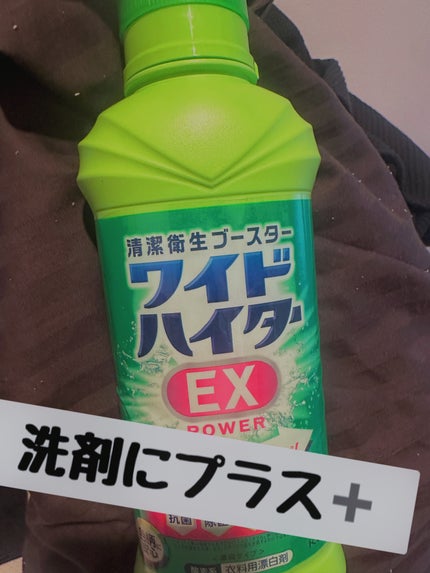 清潔衛生ブースター
ワイド
ハイター
EX
POWER
洗剤にプラス➕
抗菌
衣料用漂白剤